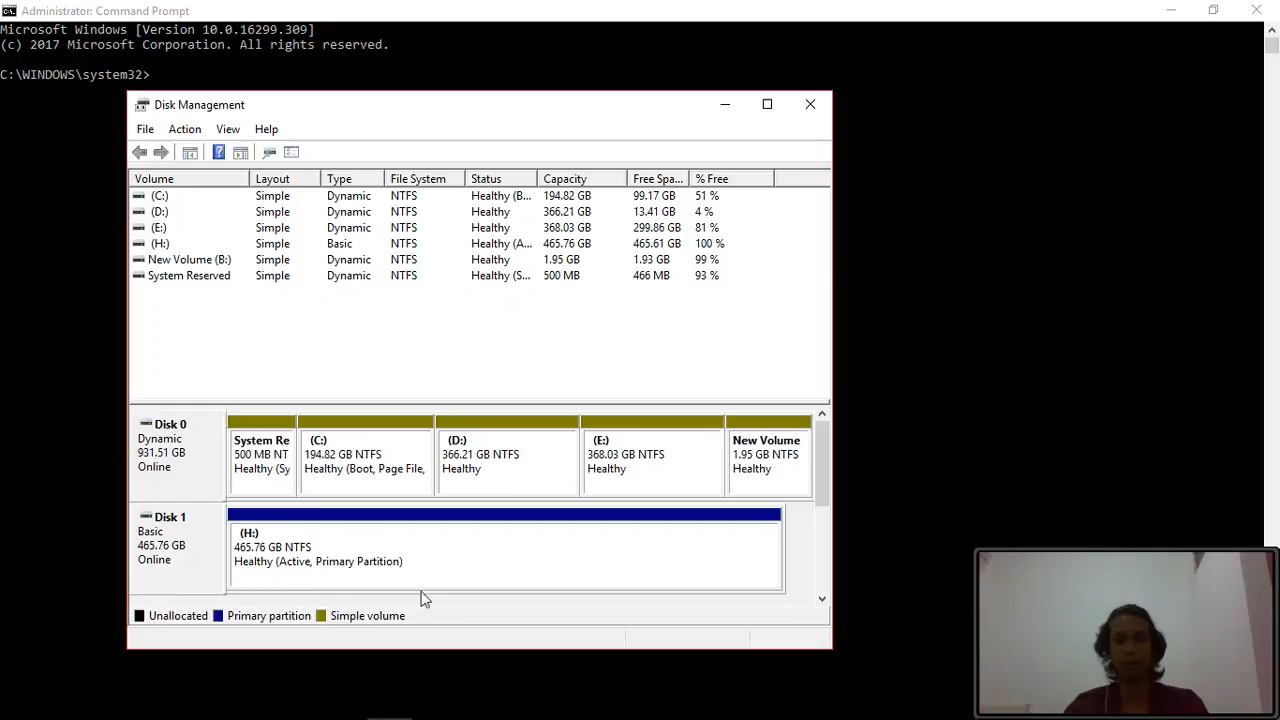 Administrator: Command Prompt
Microsoft Windows [Version 10.0.16299.309]
(c) 2017 Microsoft Corporation. All rights reserved.
C:\WINDOWS\system32>
Disk Management
File Action View Help
Volume Layout Type File System Status Capacity Free Spa... % Free
(C:) Simple Dynamic NTFS Healthy (B... 194.82 GB 99.17 GB 51 %
(D:) Simple Dynamic NTFS Healthy 366.21 GB 13.41 GB 4 %
(E:) Simple Dynamic NTFS Healthy 368.03 GB 299.86 GB 81 %
(H:) Simple Basic NTFS Healthy (A... 465.76 GB 465.61 GB 100 %
New Volume (B:) Simple Dynamic NTFS Healthy 1.95 GB 1.93 GB 99 %
System Reserved Simple Dynamic NTFS Healthy (S... 500 MB 466 MB 93 %
Disk 0
Dynamic
931.51 GB
Online
System Re
500 MB NT
Healthy (Sy
(C:)
194.82 GB NTFS
Healthy (Boot, Page File,
(D:)
366.21 GB NTFS
Healthy
(E:)
368.03 GB NTFS
Healthy
New Volume
1.95 GB NTFS
Healthy
Disk 1
Basic
465.76 GB
Online
(H:)
465.76 GB NTFS
Healthy (Active, Primary Partition)
Unallocated Primary partition Simple volume